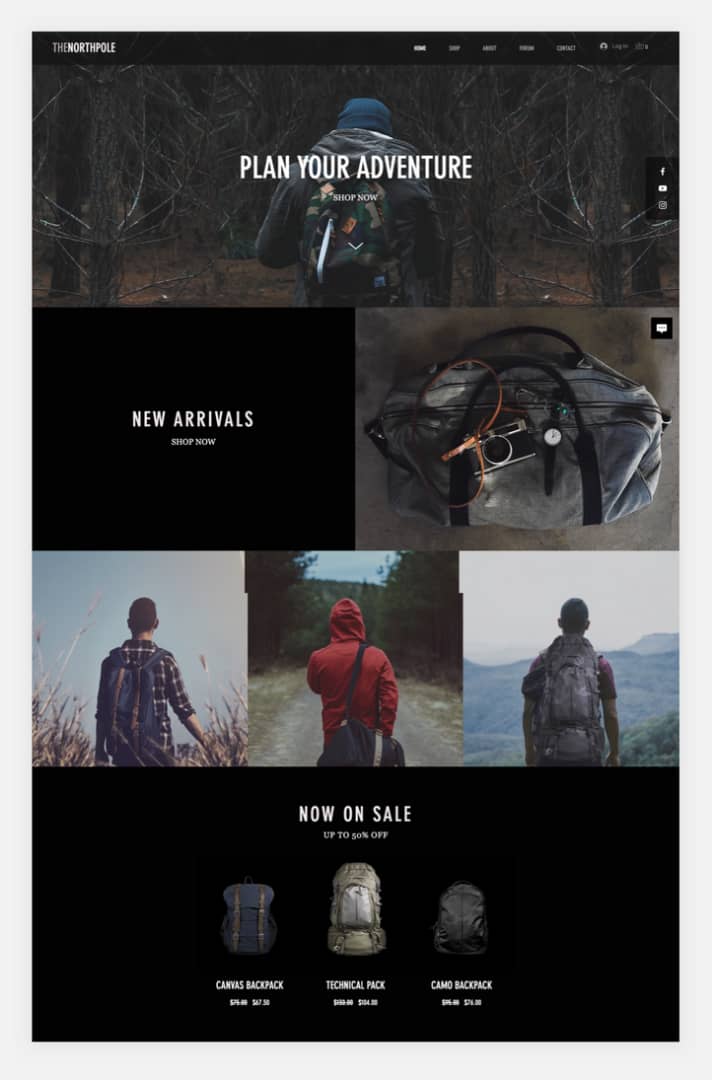 THENORTHPOLE
HOME SHOP ABOUT FORUM CONTACT Log In 0
PLAN YOUR ADVENTURE
SHOP NOW
NEW ARRIVALS
SHOP NOW
NOW ON SALE
UP TO 50% OFF
CANVAS BACKPACK TECHNICAL PACK CAMO BACKPACK
$75.00 $67.50 $104.00 $95.00 $76.00